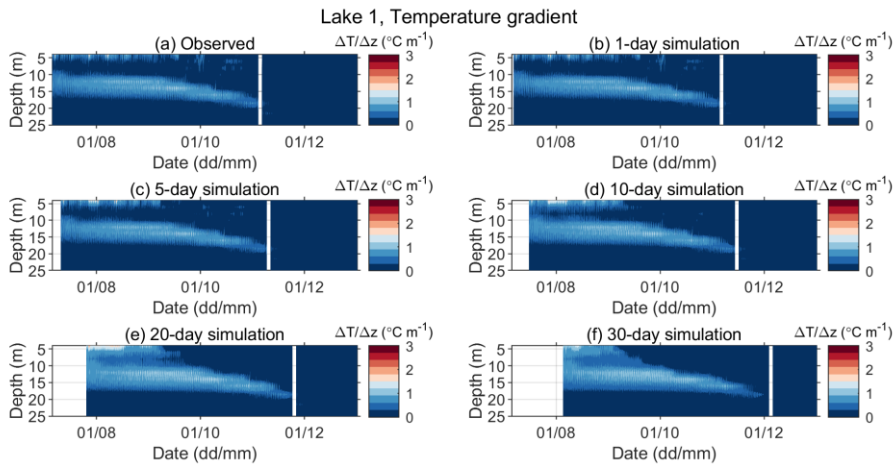 Lake 1, Temperature gradient
(a) Observed
ΔT/Δz (°C m⁻¹)
Depth (m)
5
10
15
20
25
01/08
01/10
01/12
Date (dd/mm)
3
2
1
0
(b) 1-day simulation
ΔT/Δz (°C m⁻¹)
Depth (m)
5
10
15
20
25
01/08
01/10
01/12
Date (dd/mm)
3
2
1
0
(c) 5-day simulation
ΔT/Δz (°C m⁻¹)
Depth (m)
5
10
15
20
25
01/08
01/10
01/12
Date (dd/mm)
3
2
1
0
(d) 10-day simulation
ΔT/Δz (°C m⁻¹)
Depth (m)
5
10
15
20
25
01/08
01/10
01/12
Date (dd/mm)
3
2
1
0
(e) 20-day simulation
ΔT/Δz (°C m⁻¹)
Depth (m)
5
10
15
20
25
01/08
01/10
01/12
Date (dd/mm)
3
2
1
0
(f) 30-day simulation
ΔT/Δz (°C m⁻¹)
Depth (m)
5
10
15
20
25
01/08
01/10
01/12
Date (dd/mm)
3
2
1
0